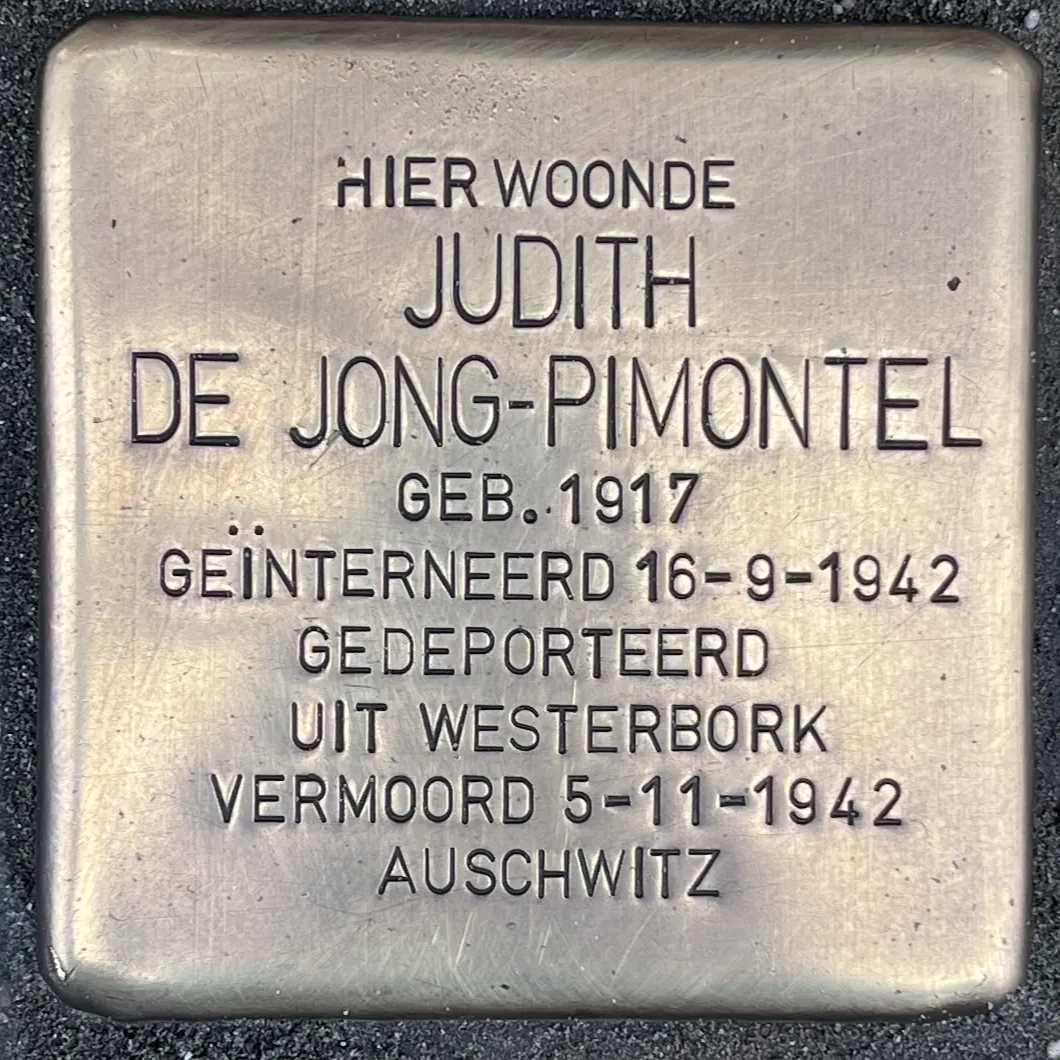 HIER WOONDE
JUDITH
DE JONG-PIMONTEL
GEB. 1917
GEÏNTERNEERD 16-9-1942
GEDEPORTEERD
UIT WESTERBORK
VERMOORD 5-11-1942
AUSCHWITZ